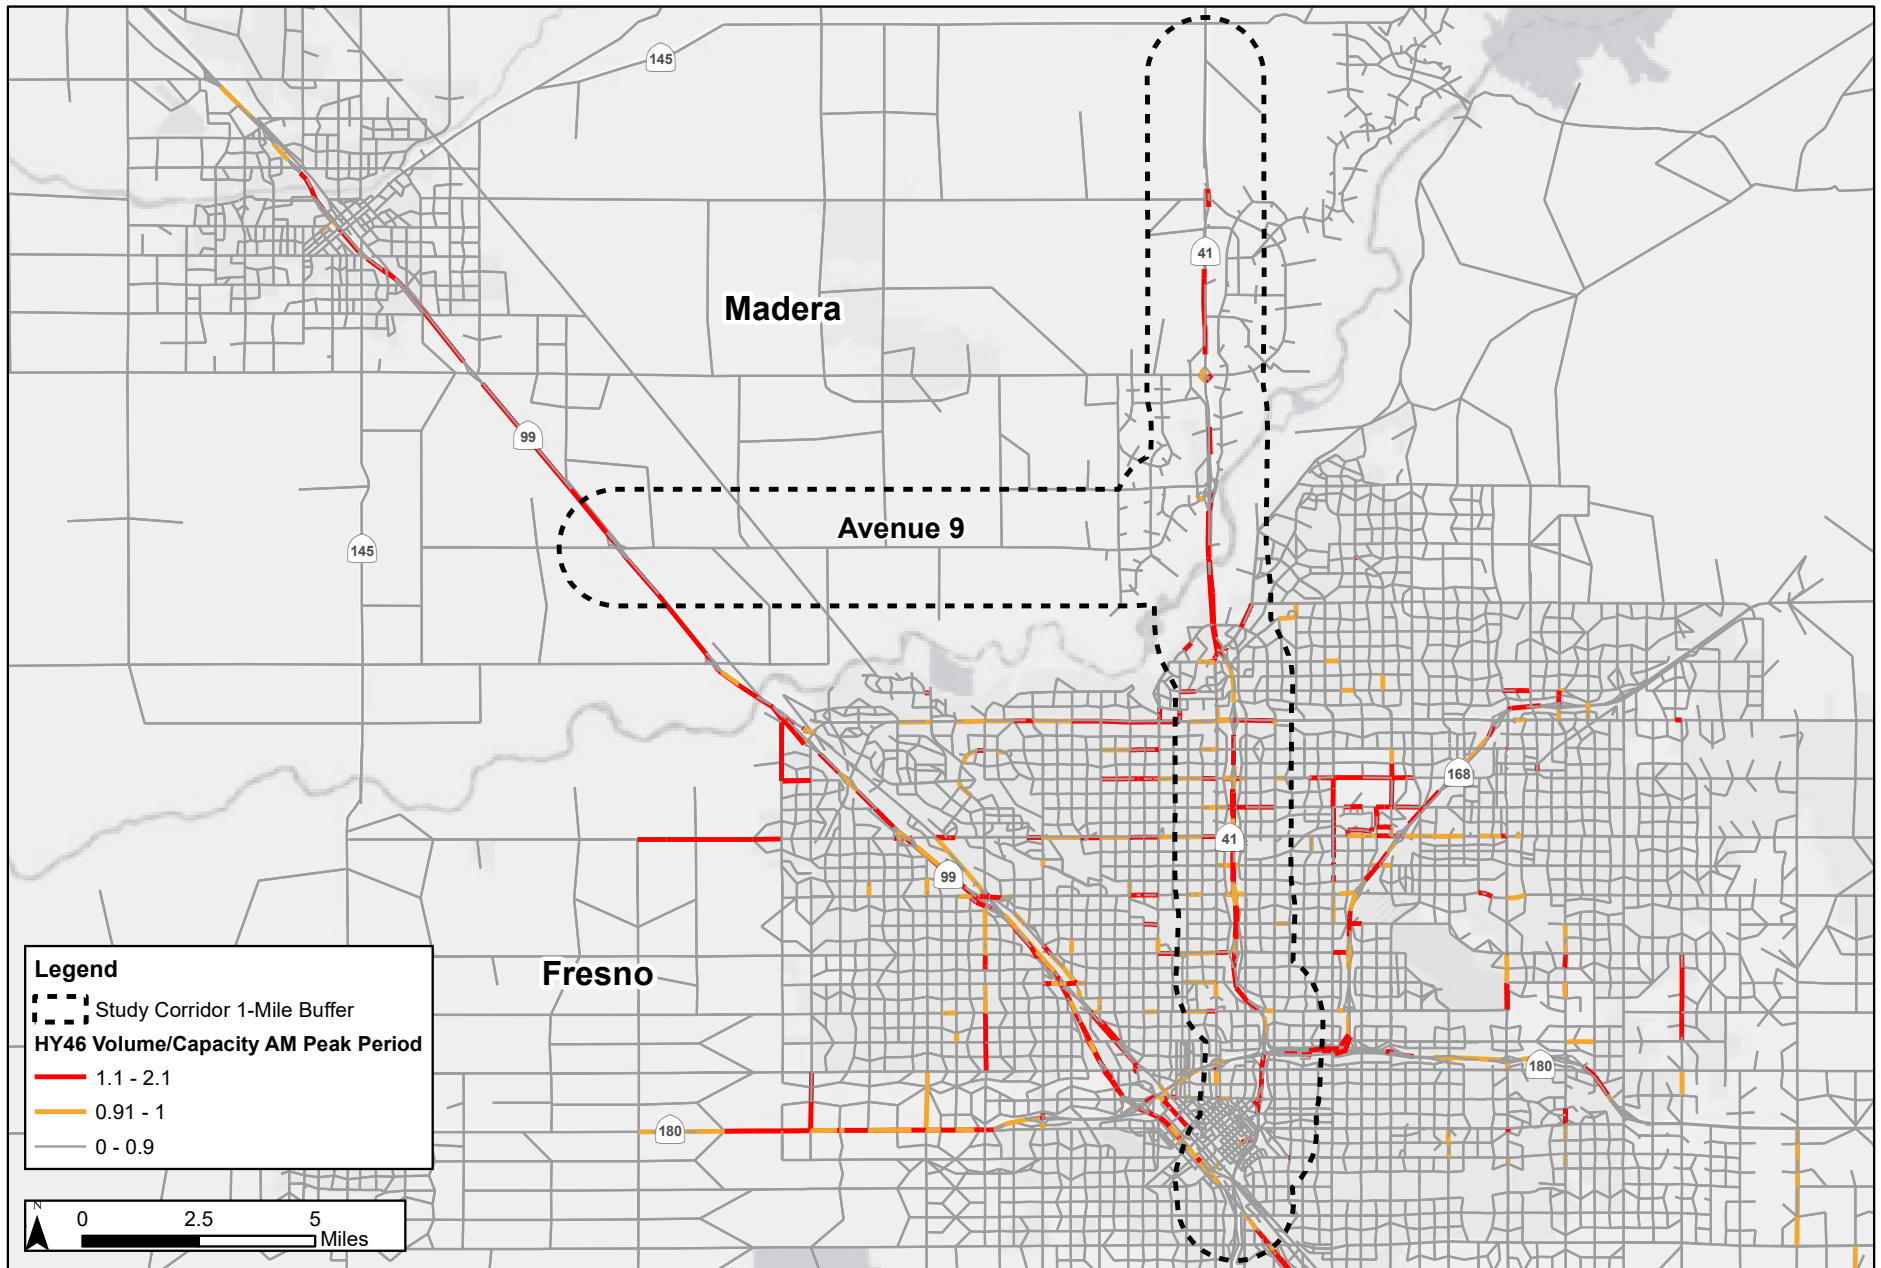 145
41
Madera
99
Avenue 9
145
168
41
99
Fresno
180
180
Legend
Study Corridor 1-Mile Buffer
HY46 Volume/Capacity AM Peak Period
1.1 - 2.1
0.91 - 1
0 - 0.9
N
0 2.5 5
Miles